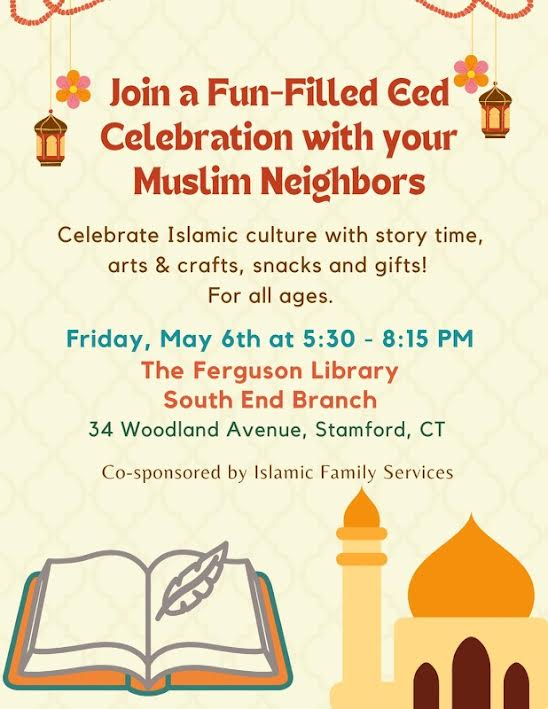 Join a Fun-Filled Eed
Celebration with your
Muslim Neighbors
Celebrate Islamic culture with story time,
arts & crafts, snacks and gifts!
For all ages.
Friday, May 6th at 5:30 - 8:15 PM
The Ferguson Library
South End Branch
34 Woodland Avenue, Stamford, CT
Co-sponsored by Islamic Family Services